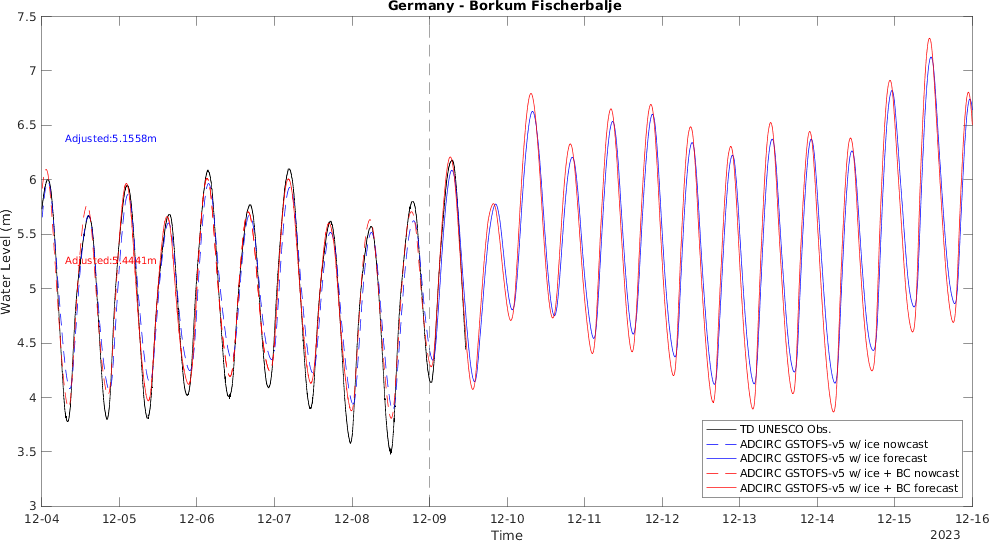 Germany - Borkum Fischerbalje
7.5
7
6.5
6
5.5
5
4.5
4
3.5
3
Water Level (m)
Adjusted:5.1558m
Adjusted:5.4441m
TD UNESCO Obs.
ADCIRC GSTOFS-v5 w/ ice nowcast
ADCIRC GSTOFS-v5 w/ ice forecast
ADCIRC GSTOFS-v5 w/ ice + BC nowcast
ADCIRC GSTOFS-v5 w/ ice + BC forecast
12-04 12-05 12-06 12-07 12-08 12-09 12-10 12-11 12-12 12-13 12-14 12-15 12-16
Time
2023